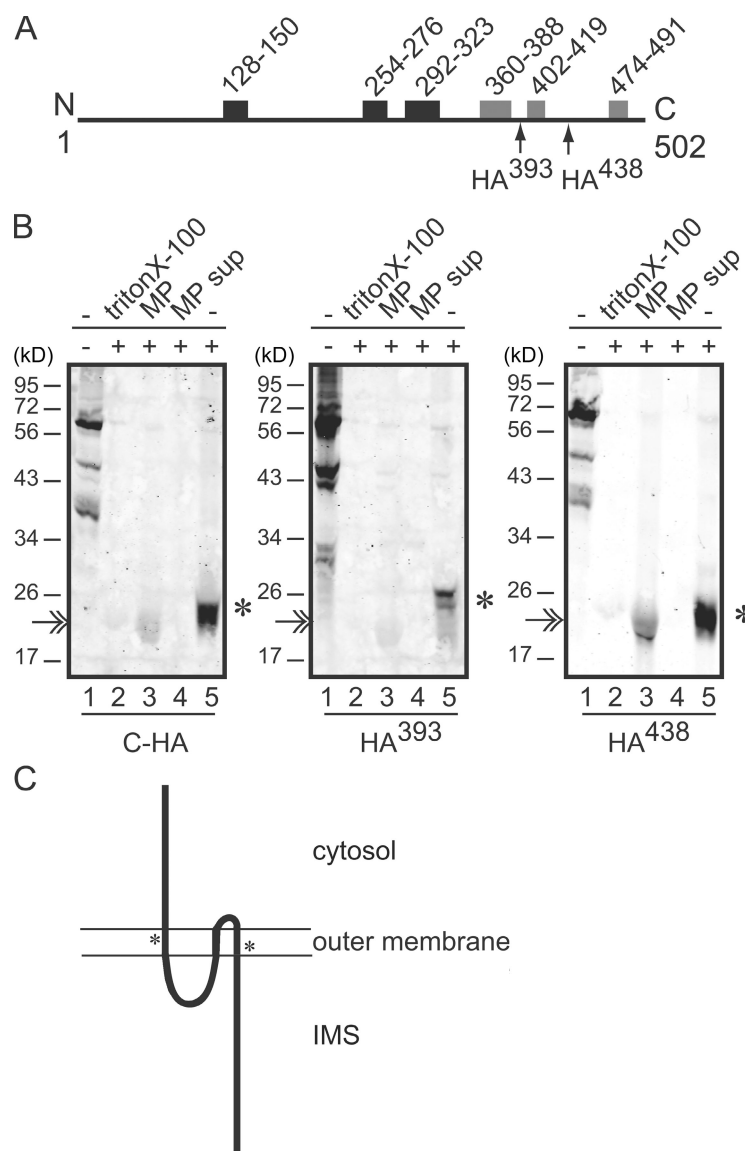 A
128-150
254-276
292-323
360-388
402-419
474-491
N
C
1
502
HA393
HA438
B
- tritonX-100 MP MP sup -
- + + + +
(kD)
95
72
56
43
34
26
17
*
1 2 3 4 5
C-HA
- tritonX-100 MP MP sup -
- + + + +
(kD)
95
72
56
43
34
26
17
*
1 2 3 4 5
HA393
- tritonX-100 MP MP sup -
- + + + +
(kD)
95
72
56
43
34
26
17
*
1 2 3 4 5
HA438
C
cytosol
* * outer membrane
IMS